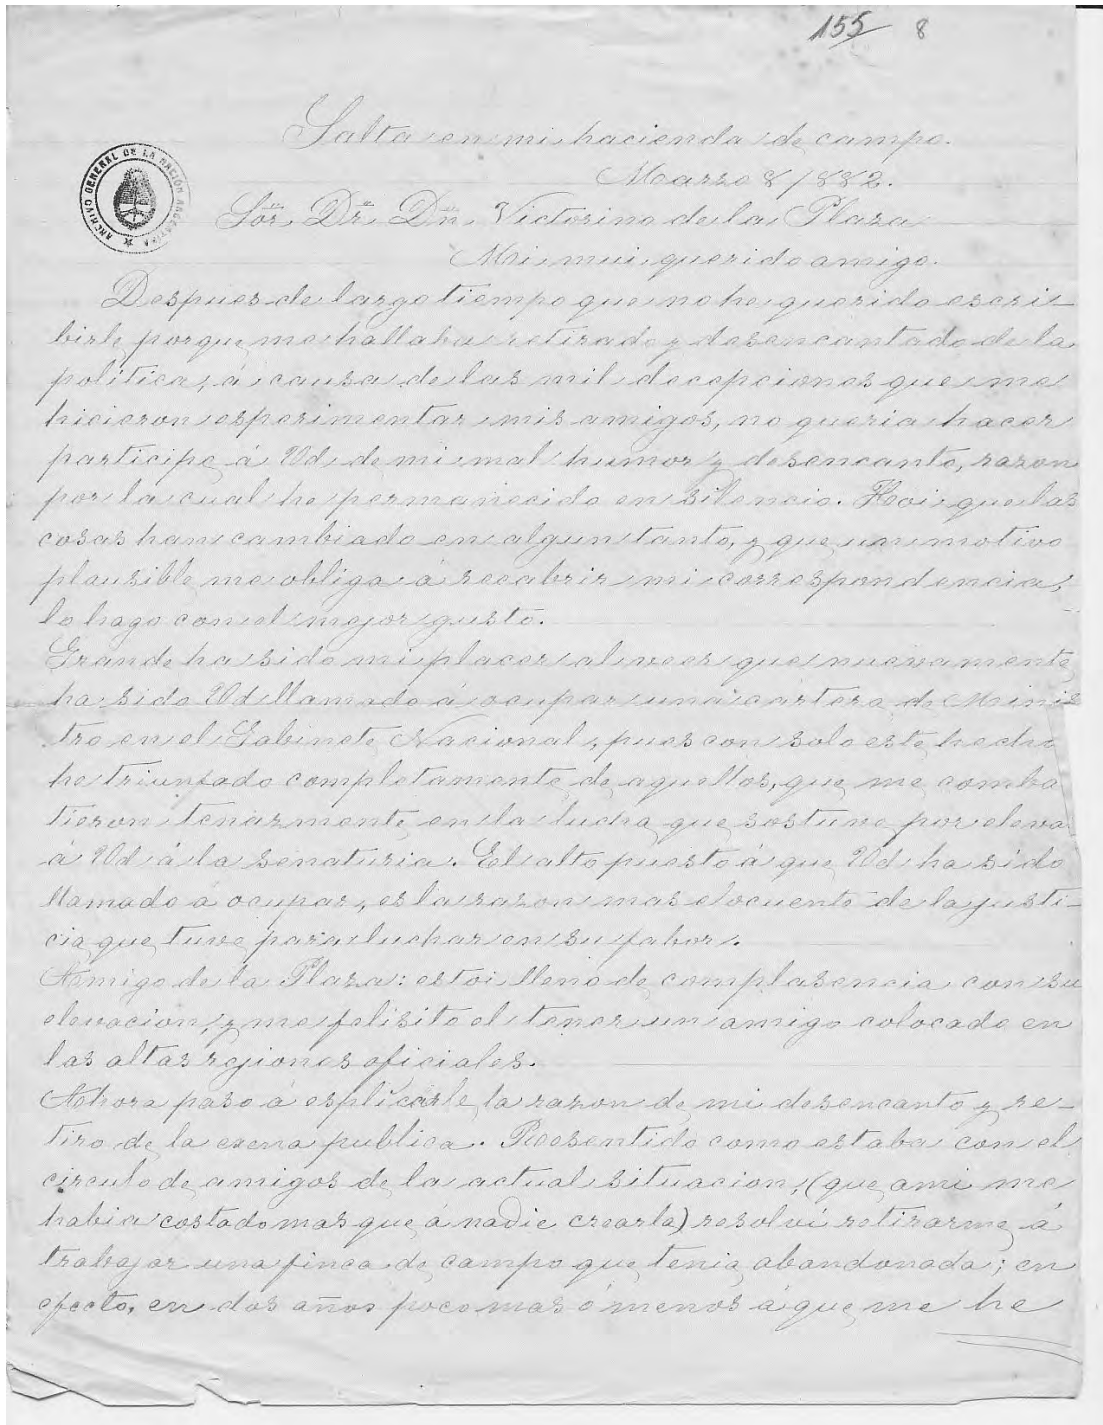 155 8
Salta en mi hacienda de campo.
Marzo 8/882.
ARCHIVO GENERAL DE LA NACION ARGENTINA
Sor. Dr. Dn. Victorino de la Plaza
Mi mui querido amigo.
Despues de largo tiempo que no he querido escri-
birle, porque me hallaba retirado y desencantado de la
política, á causa de las mil decepciones que me
hicieron esperimentar mis amigos, no queria hacer
participe á Ud. de mi mal humor y desencanto, razon
por la cual he permanecido en silencio. Hoi que las
cosas han cambiado en algun tanto, y que un motivo
plausible me obliga á reeabrir mi correspondencia,
lo hago con el mejor gusto.
Grande ha sido mi placer al veer que nuevamente
ha sido Ud llamado á ocupar una cartera de Minis
tro en el Gabinete Nacional, pues con solo este hecho
he triunfado completamente de aquellos, que me comba
tieron tenazmente en la lucha que sostuve por eleva
á Ud á la senaturia. El alto puesto á que Ud ha sido
llamado a ocupar, es la razon mas elocuente de la justi-
cia que tuve para luchar en su fabor.
Amigo de la Plaza: estoi lleno de complasencia con su
elevacion, y me felisito el tener un amigo colocado en
las altas rejiones oficiales.
Ahora paso á esplicarle la razon de mi desencanto y re-
tiro de la exena publica. Resentido como estaba con el
circulo de amigos de la actual situacion, (que ami me
habia costado mas que á nadie crearla) resolví retirarme á
trabajar una finca de campo que tenia abandonada; en
efecto, en dos años poco mas ó menos á que me he